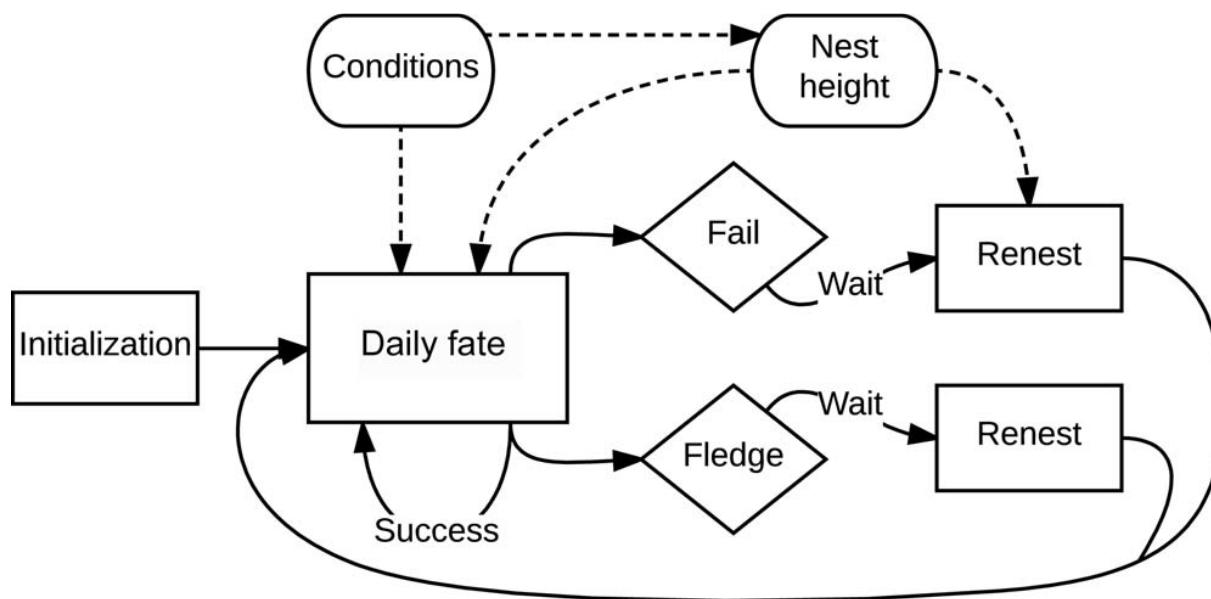 Conditions
Nest
height
Fail
Wait
Renest
Initialization
Daily fate
Fledge
Wait
Renest
Success